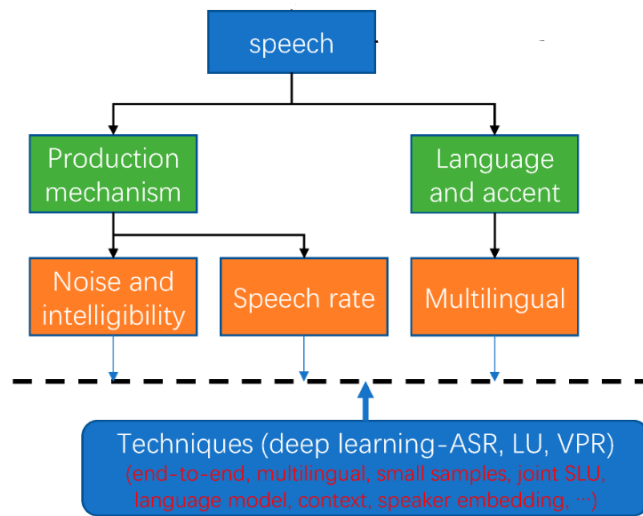 speech
Production
mechanism
Language
and accent
Noise and
intelligibility
Speech rate
Multilingual
Techniques (deep learning-ASR, LU, VPR)
(end-to-end, multilingual, small samples, joint SLU,
language model, context, speaker embedding, ···)